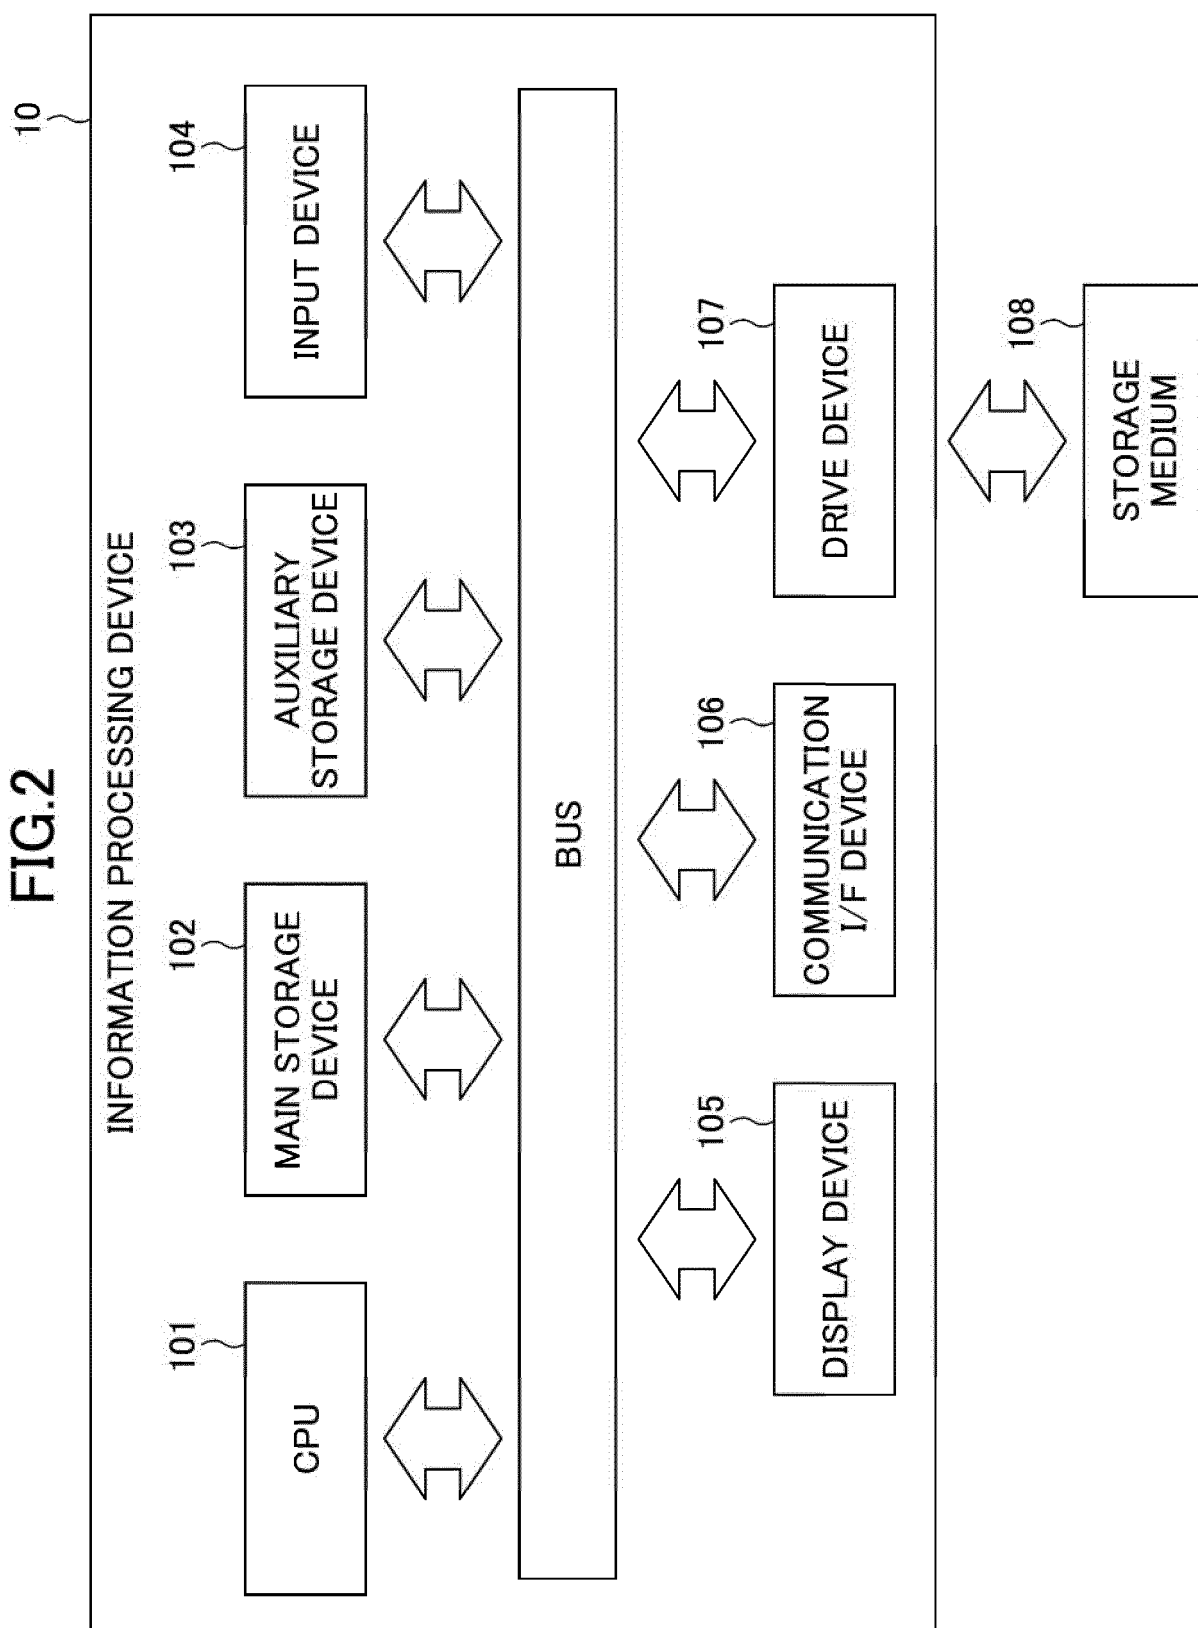 FIG.2
10
INFORMATION PROCESSING DEVICE
101
102
103
104
CPU
MAIN STORAGE
DEVICE
AUXILIARY
STORAGE DEVICE
INPUT DEVICE
BUS
105
106
107
DISPLAY DEVICE
COMMUNICATION
I/F DEVICE
DRIVE DEVICE
108
STORAGE
MEDIUM